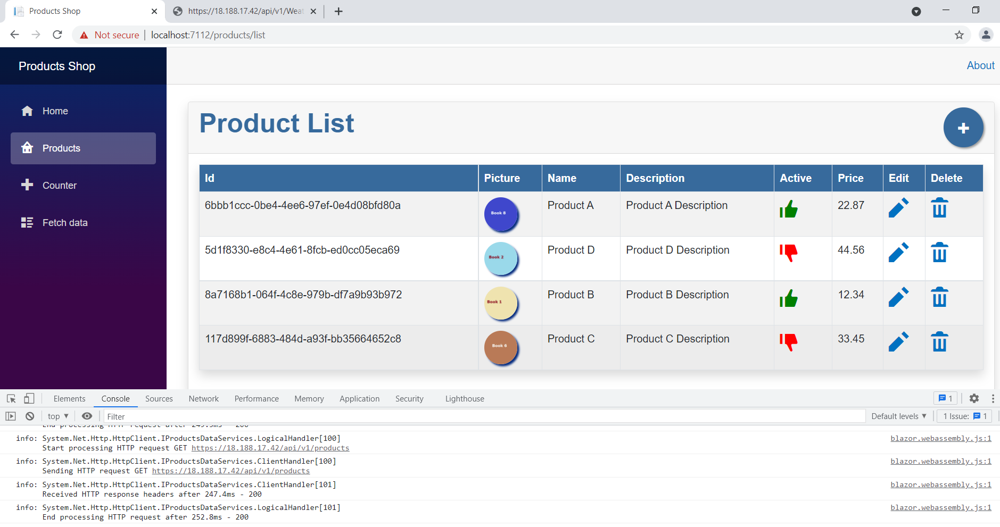 Products Shop
https://18.188.17.42/api/v1/Weat
Not secure
localhost:7112/products/list
Products Shop
About
Home
Products
Counter
Fetch data
Product List
Id Picture Name Description Active Price Edit Delete
6bbb1ccc-0be4-4ee6-97ef-0e4d08bfd80a Book 8 Product A Product A Description 22.87
5d1f8330-e8c4-4e61-8fcb-ed0cc05eca69 Book 2 Product D Product D Description 44.56
8a7168b1-064f-4c8e-979b-df7a9b93b972 Book 1 Product B Product B Description 12.34
117d899f-6883-484d-a93f-bb35664652c8 Book 6 Product C Product C Description 33.45
Elements Console Sources Network Performance Memory Application Security Lighthouse 1
top Filter Default levels 1 Issue: 1
End processing HTTP request after 249.9ms - 200
info: System.Net.Http.HttpClient.IProductsDataServices.LogicalHandler[100] blazor.webassembly.js:1
Start processing HTTP request GET https://18.188.17.42/api/v1/products
info: System.Net.Http.HttpClient.IProductsDataServices.ClientHandler[100] blazor.webassembly.js:1
Sending HTTP request GET https://18.188.17.42/api/v1/products
info: System.Net.Http.HttpClient.IProductsDataServices.ClientHandler[101] blazor.webassembly.js:1
Received HTTP response headers after 247.4ms - 200
info: System.Net.Http.HttpClient.IProductsDataServices.LogicalHandler[101] blazor.webassembly.js:1
End processing HTTP request after 252.8ms - 200